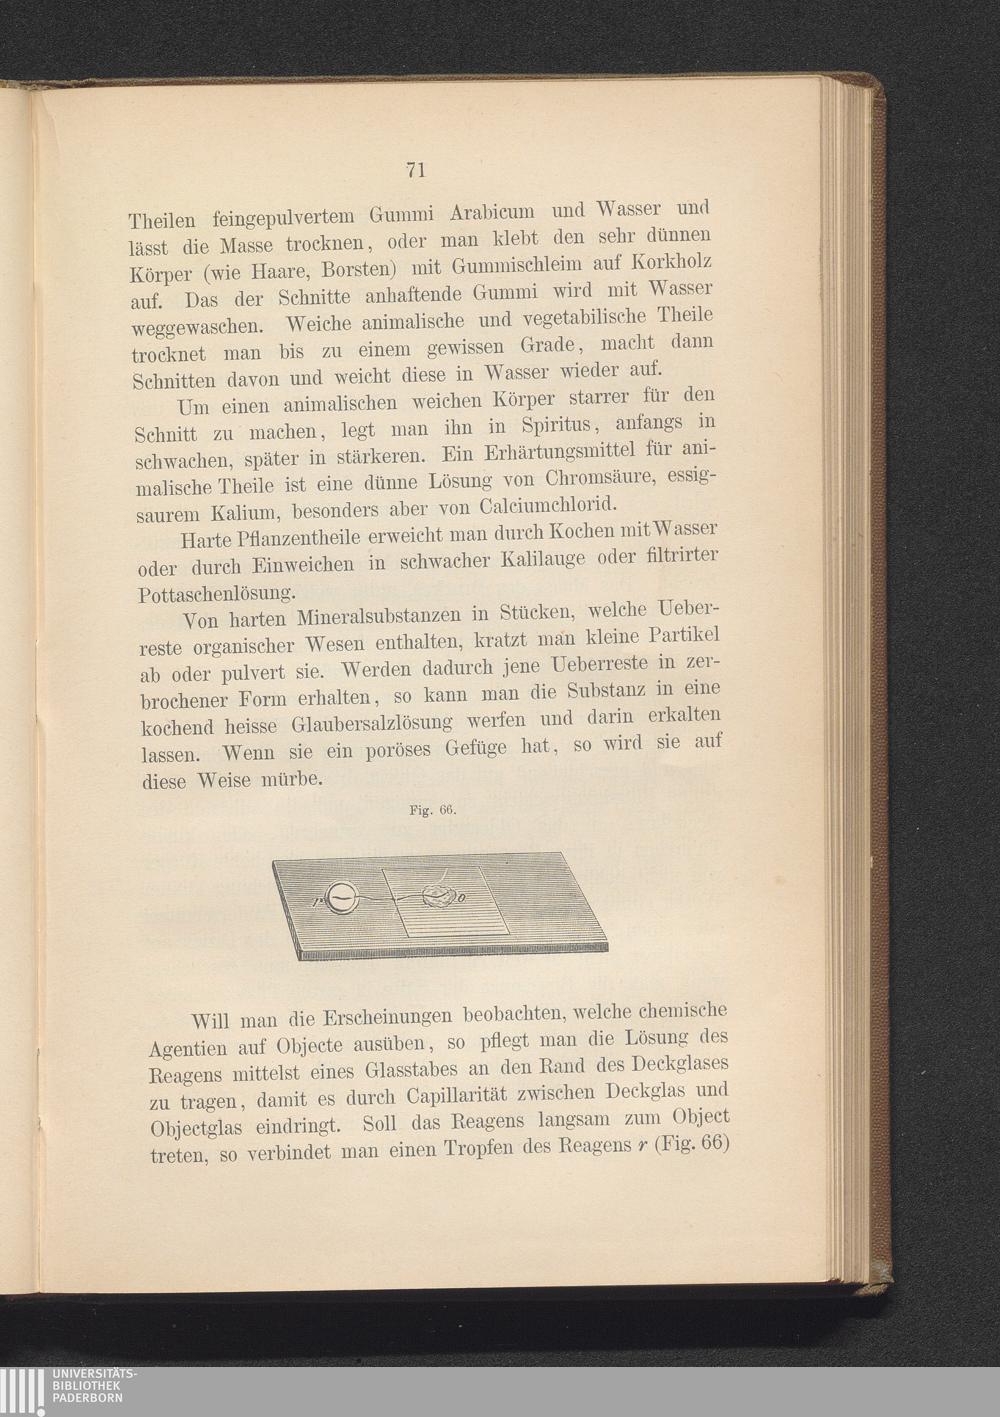 71
Theilen feingepulvertem Gummi Arabicum und Wasser und
lässt die Masse trocknen, oder man klebt den sehr dünnen
Körper (wie Haare, Borsten) mit Gummischleim auf Korkholz
auf. Das der Schnitte anhaftende Gummi wird mit Wasser
weggewaschen. Weiche animalische und vegetabilische Theile
trocknet man bis zu einem gewissen Grade, macht dann
Schnitten davon und weicht diese in Wasser wieder auf.
Um einen animalischen weichen Körper starrer für den
Schnitt zu machen, legt man ihn in Spiritus, anfangs in
schwachen, später in stärkeren. Ein Erhärtungsmittel für ani-
malische Theile ist eine dünne Lösung von Chromsäure, essig-
saurem Kalium, besonders aber von Calciumchlorid.
Harte Pflanzentheile erweicht man durch Kochen mit Wasser
oder durch Einweichen in schwacher Kalilauge oder filtrirter
Pottaschenlösung.
Von harten Mineralsubstanzen in Stücken, welche Ueber-
reste organischer Wesen enthalten, kratzt man kleine Partikel
ab oder pulvert sie. Werden dadurch jene Ueberreste in zer-
brochener Form erhalten, so kann man die Substanz in eine
kochend heisse Glaubersalzlösung werfen und darin erkalten
lassen. Wenn sie ein poröses Gefüge hat, so wird sie auf
diese Weise mürbe.
Fig. 66.
r o
Will man die Erscheinungen beobachten, welche chemische
Agentien auf Objecte ausüben, so pflegt man die Lösung des
Reagens mittelst eines Glasstabes an den Rand des Deckglases
zu tragen, damit es durch Capillarität zwischen Deckglas und
Objectglas eindringt. Soll das Reagens langsam zum Object
treten, so verbindet man einen Tropfen des Reagens r (Fig. 66)
UNIVERSITÄTS-
BIBLIOTHEK
PADERBORN